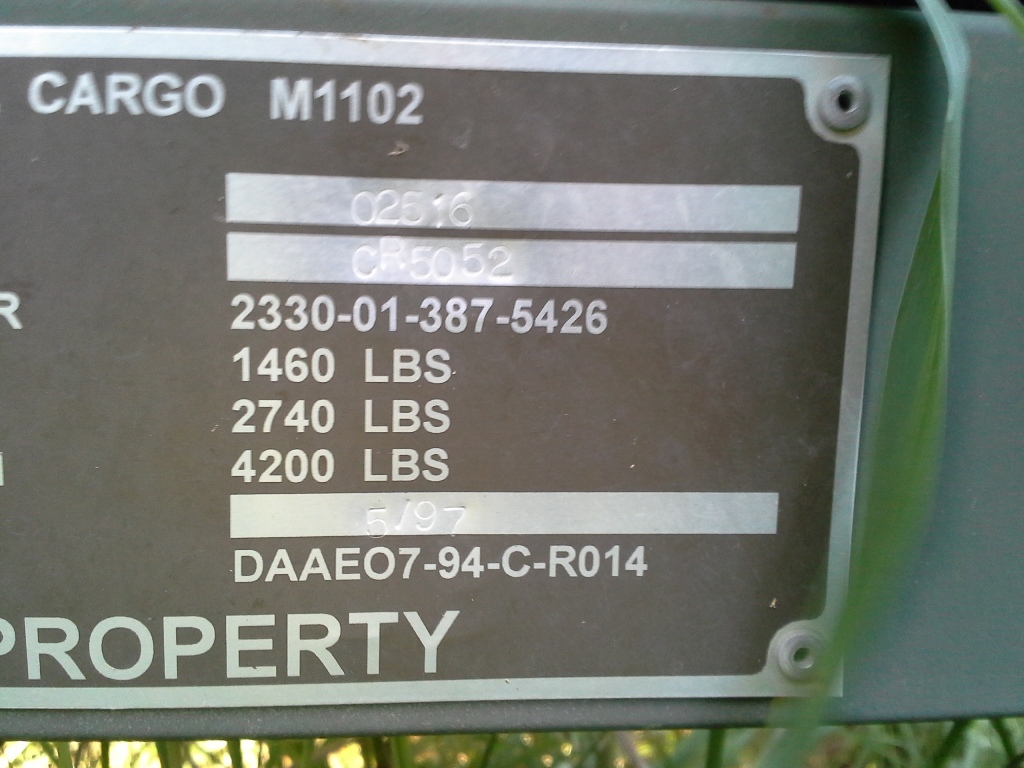 CARGO M1102
02516
CR5052
R 2330-01-387-5426
1460 LBS
2740 LBS
4200 LBS
5/97
DAAEO7-94-C-R014
PROPERTY